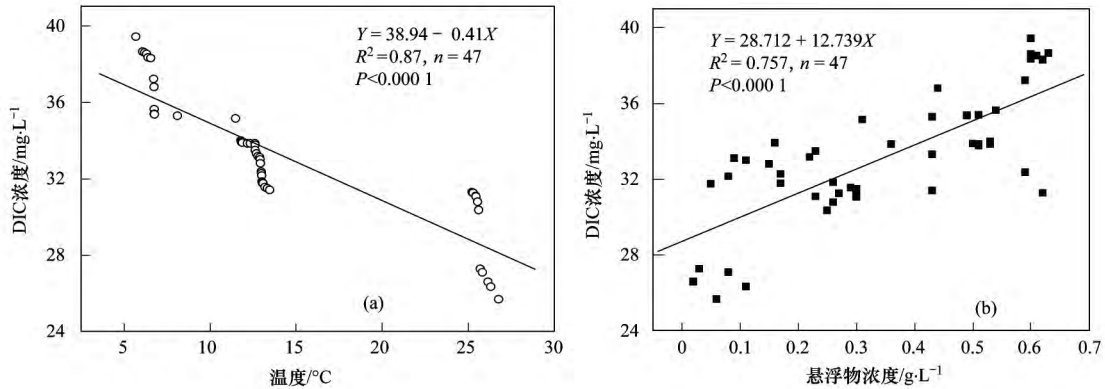 40
36
32
28
24
DIC浓度/mg·L⁻¹
Y = 38.94 − 0.41X
R² = 0.87, n = 47
P<0.000 1
(a)
5
10
15
20
25
30
温度/°C
40
36
32
28
24
DIC浓度/mg·L⁻¹
Y = 28.712 + 12.739X
R² = 0.757, n = 47
P<0.000 1
(b)
0
0.1
0.2
0.3
0.4
0.5
0.6
0.7
悬浮物浓度/g·L⁻¹